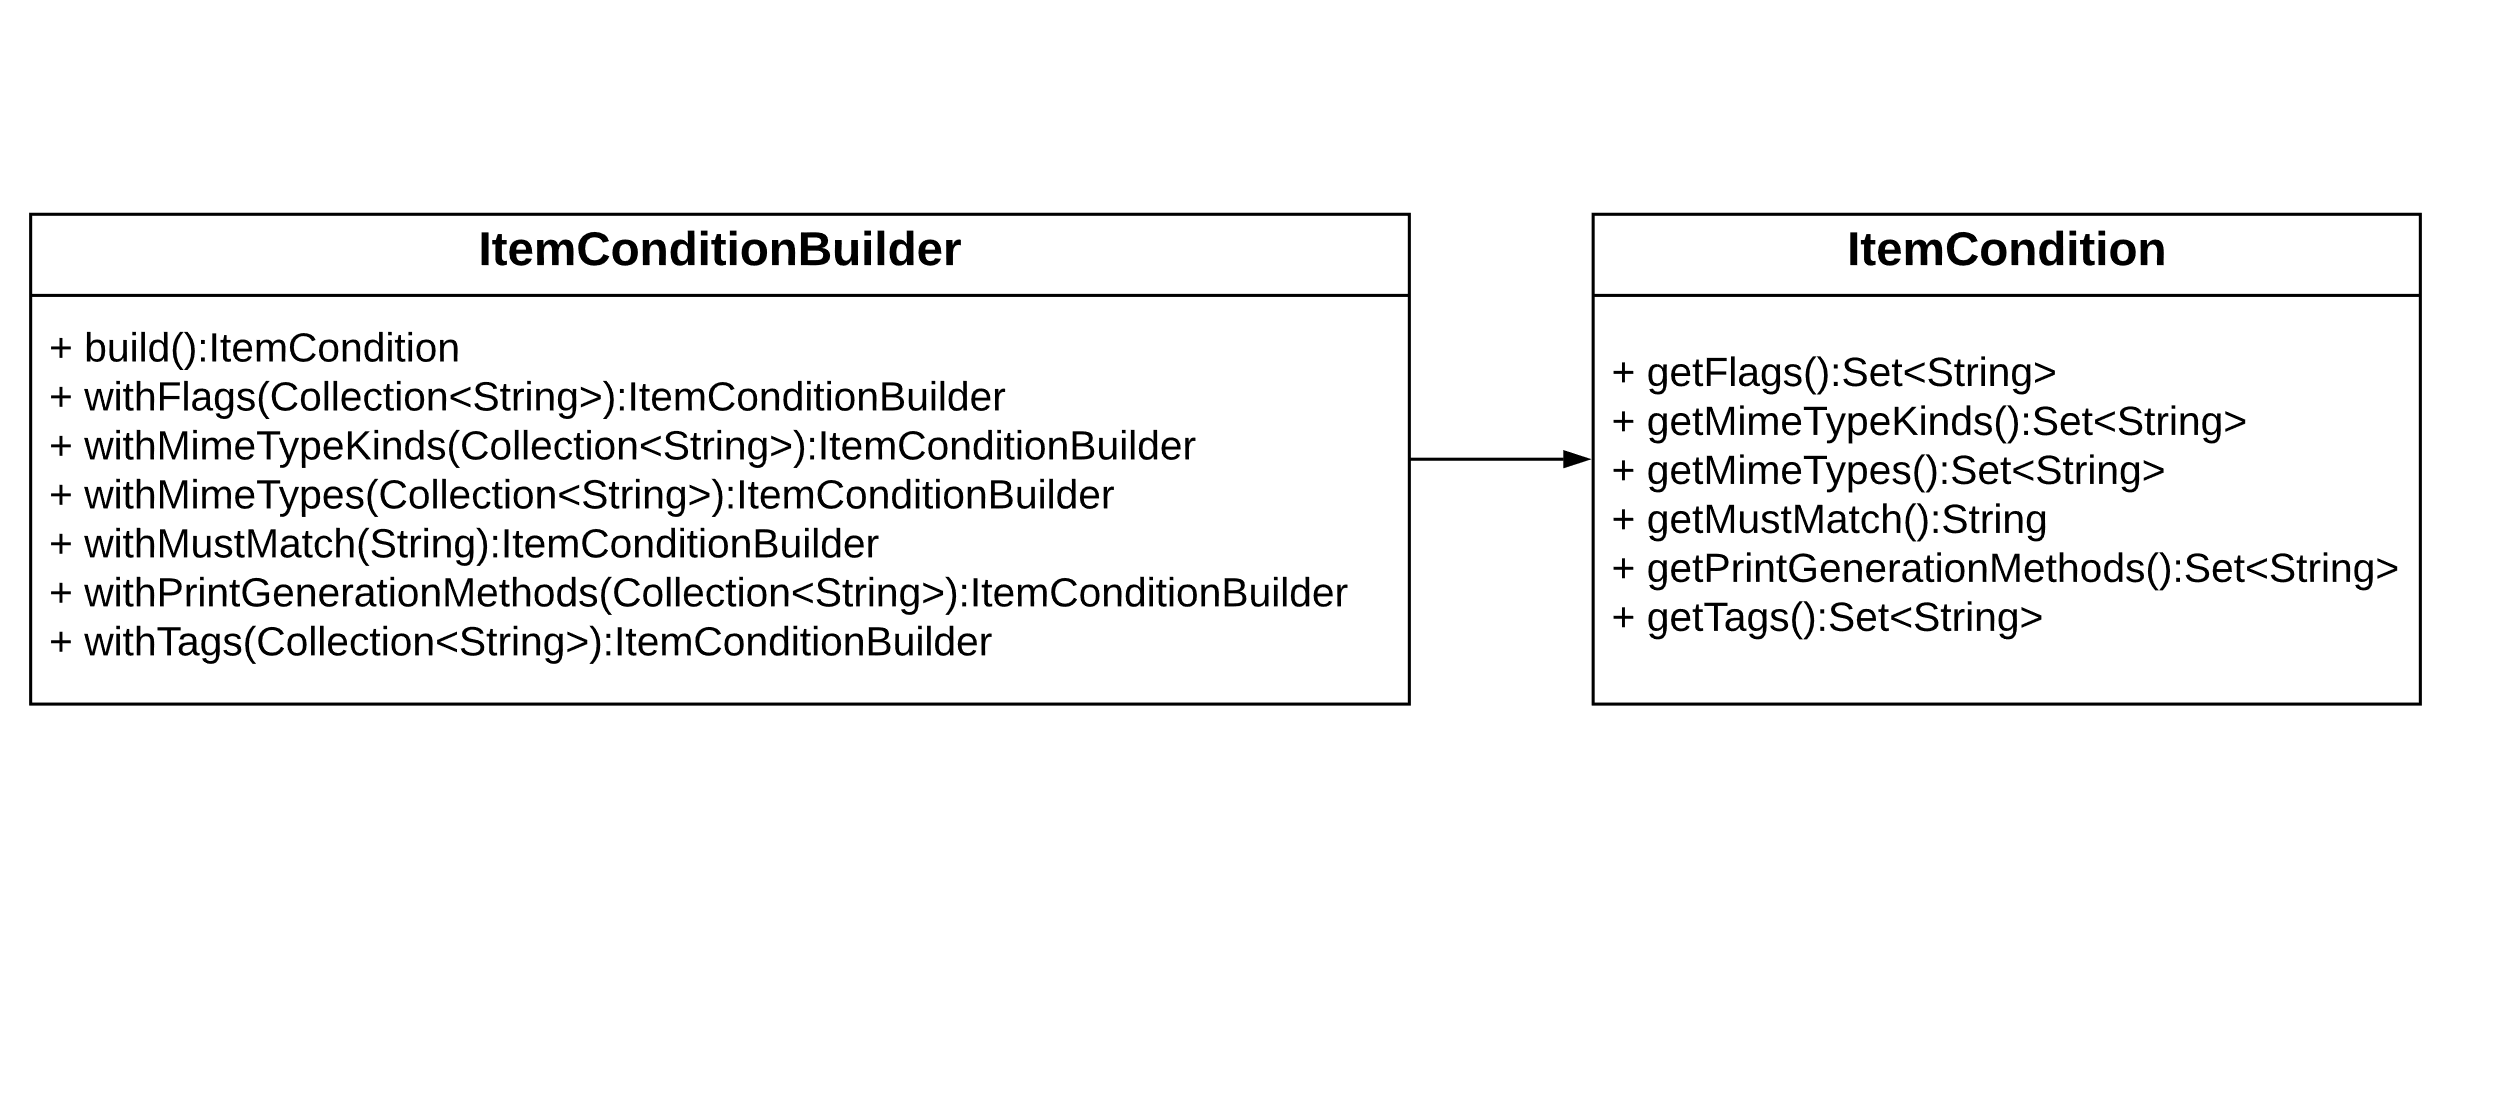 ItemConditionBuilder
+ build():ItemCondition
+ withFlags(Collection<String>):ItemConditionBuilder
+ withMimeTypeKinds(Collection<String>):ItemConditionBuilder
+ withMimeTypes(Collection<String>):ItemConditionBuilder
+ withMustMatch(String):ItemConditionBuilder
+ withPrintGenerationMethods(Collection<String>):ItemConditionBuilder
+ withTags(Collection<String>):ItemConditionBuilder
ItemCondition
+ getFlags():Set<String>
+ getMimeTypeKinds():Set<String>
+ getMimeTypes():Set<String>
+ getMustMatch():String
+ getPrintGenerationMethods():Set<String>
+ getTags():Set<String>